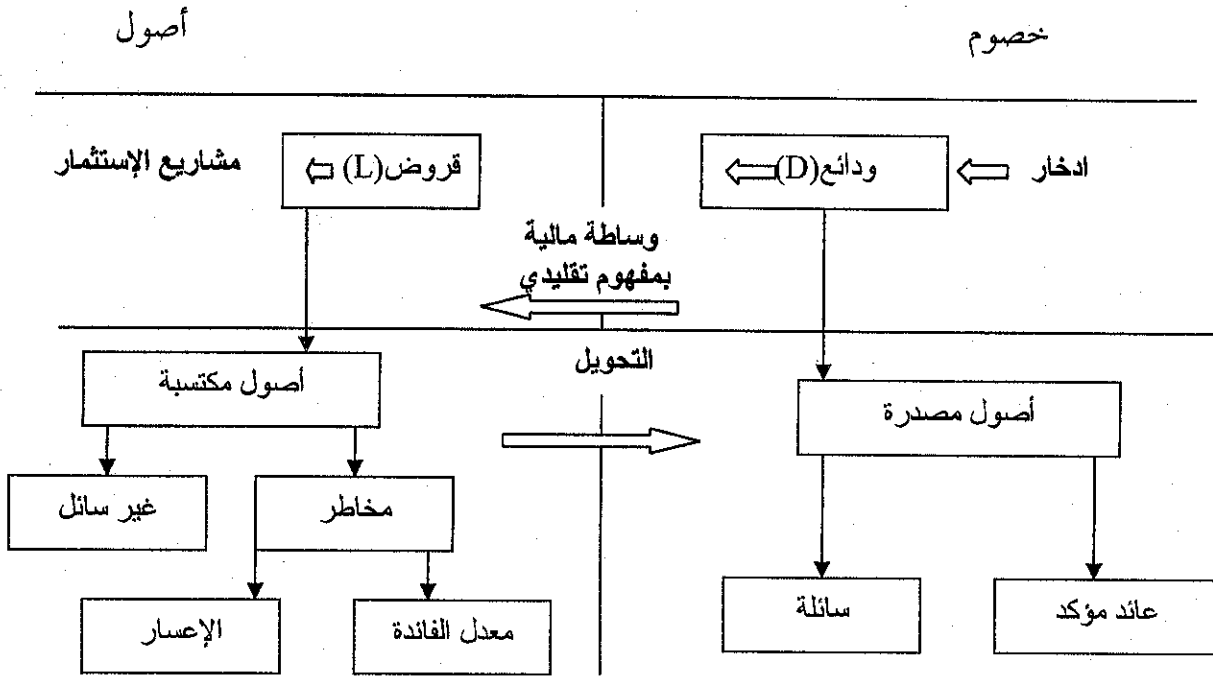 خصوم
أصول
ادخار
ودائع(D)
قروض(L)
مشاريع الإستثمار
وساطة مالية
بمفهوم تقليدي
التحويل
أصول مصدرة
أصول مكتسبة
عائد مؤكد
سائلة
مخاطر
غير سائل
معدل الفائدة
الإعسار